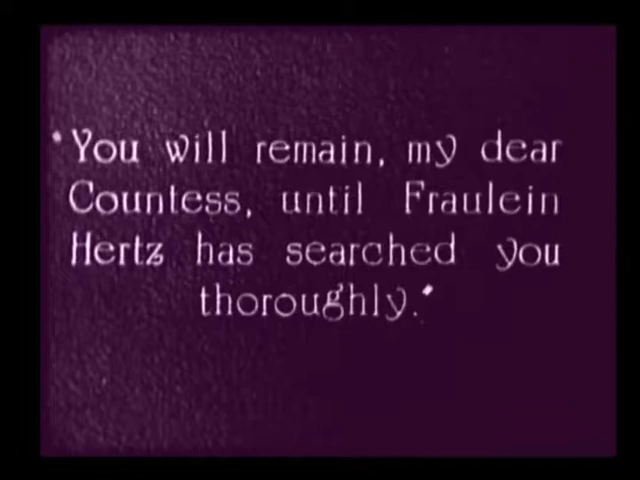 "You will remain, my dear
Countess, until Fraulein
Hertz has searched you
thoroughly."